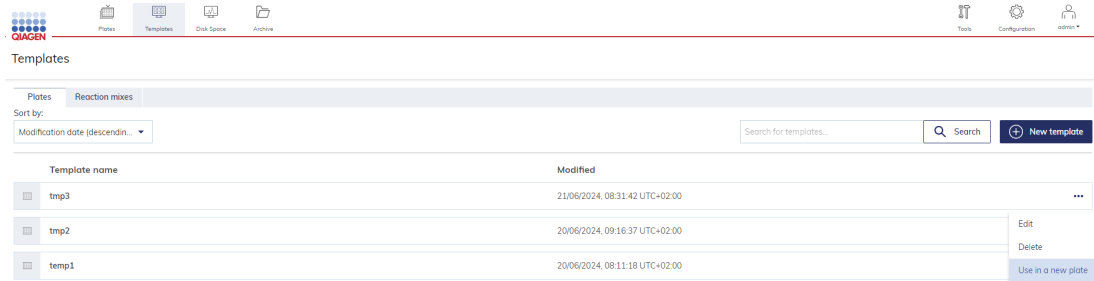 QIAGEN
Plates Templates Disk Space Archive Tools Configuration admin
Templates
Plates Reaction mixes
Sort by:
Modification date (descendin... Search for templates... Search New template
Template name Modified
tmp3 21/06/2024, 08:31:42 UTC+02:00
tmp2 20/06/2024, 09:16:37 UTC+02:00
temp1 20/06/2024, 08:11:18 UTC+02:00
Edit
Delete
Use in a new plate